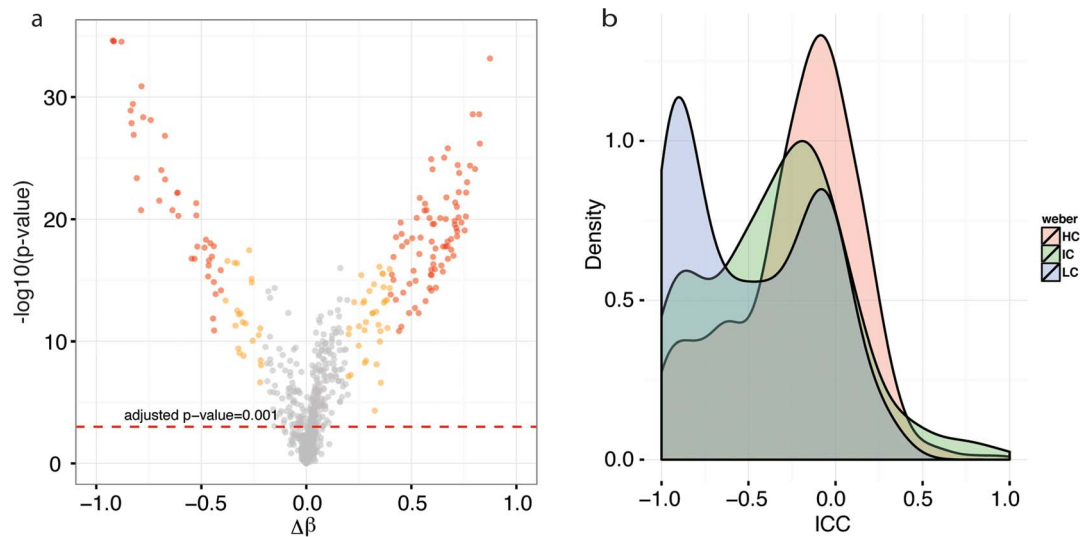 a
-log10(p-value)
30
20
10
0
adjusted p-value=0.001
−1.0 −0.5 0.0 0.5 1.0
Δβ
b
Density
1.0
0.5
0.0
-1.0 -0.5 0.0 0.5 1.0
ICC
weber
HC
IC
LC